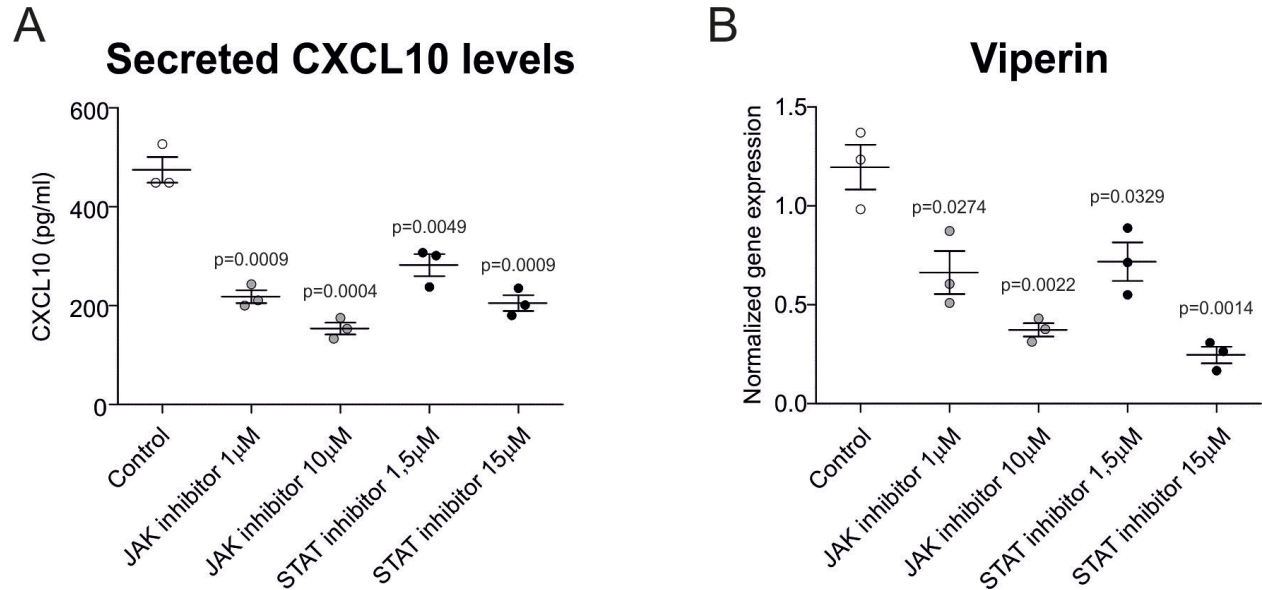 A
Secreted CXCL10 levels
CXCL10 (pg/ml)
600
400
200
0
p=0.0009
p=0.0004
p=0.0049
p=0.0009
Control
JAK inhibitor 1µM
JAK inhibitor 10µM
STAT inhibitor 1,5µM
STAT inhibitor 15µM
B
Viperin
Normalized gene expression
1.5
1.0
0.5
0.0
p=0.0274
p=0.0022
p=0.0329
p=0.0014
Control
JAK inhibitor 1µM
JAK inhibitor 10µM
STAT inhibitor 1,5µM
STAT inhibitor 15µM